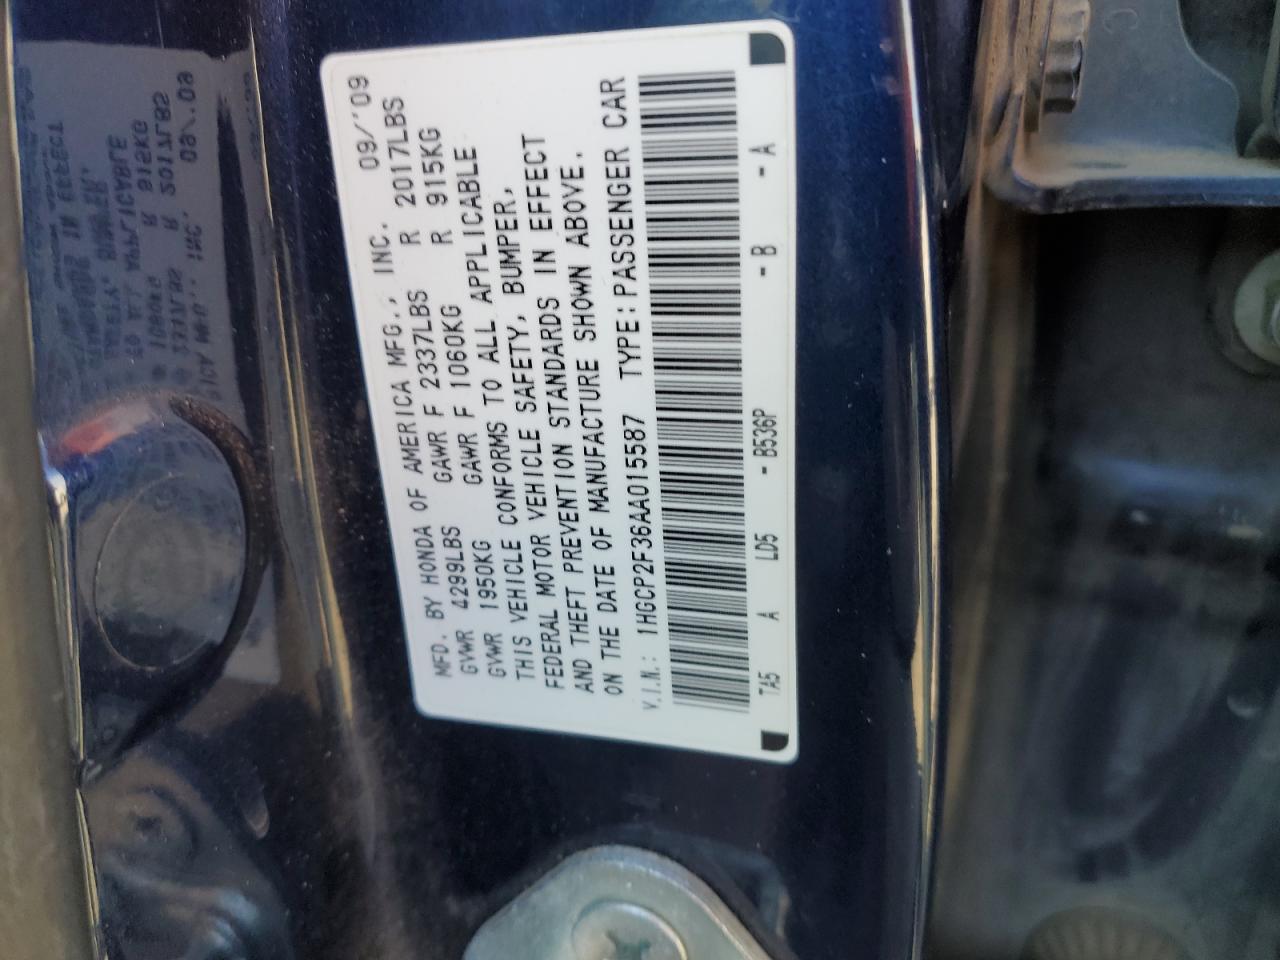 MFD. BY HONDA OF AMERICA MFG., INC. 09/'09
GVWR 4299LBS GAWR F 2337LBS R 2017LBS
GVWR 1950KG GAWR F 1060KG R 915KG
THIS VEHICLE CONFORMS TO ALL APPLICABLE
FEDERAL MOTOR VEHICLE SAFETY, BUMPER,
AND THEFT PREVENTION STANDARDS IN EFFECT
ON THE DATE OF MANUFACTURE SHOWN ABOVE.
V.I.N.: 1HGCP2F36AA015587 TYPE:PASSENGER CAR
TA5 A LD5 - B536P - B - A